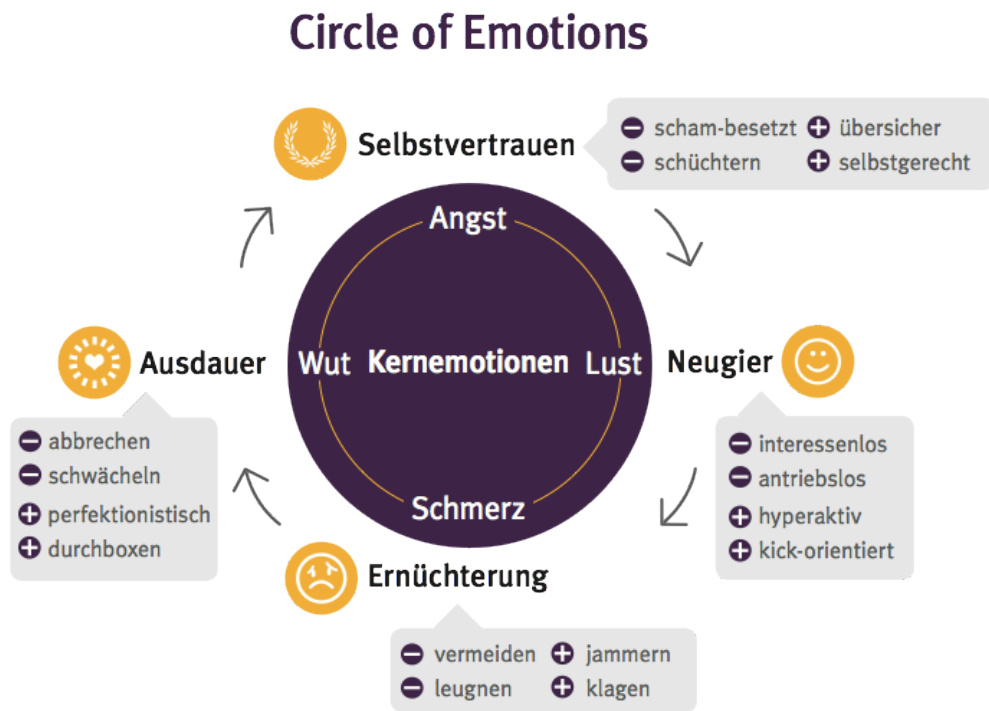 Circle of Emotions
Selbstvertrauen
scham-besetzt übersicher
schüchtern selbstgerecht
Angst
Ausdauer
Wut Kernemotionen Lust
Neugier
abbrechen
schwächeln
perfektionistisch
durchboxen
interessenlos
antriebslos
hyperaktiv
kick-orientiert
Schmerz
Ernüchterung
vermeiden jammern
leugnen klagen